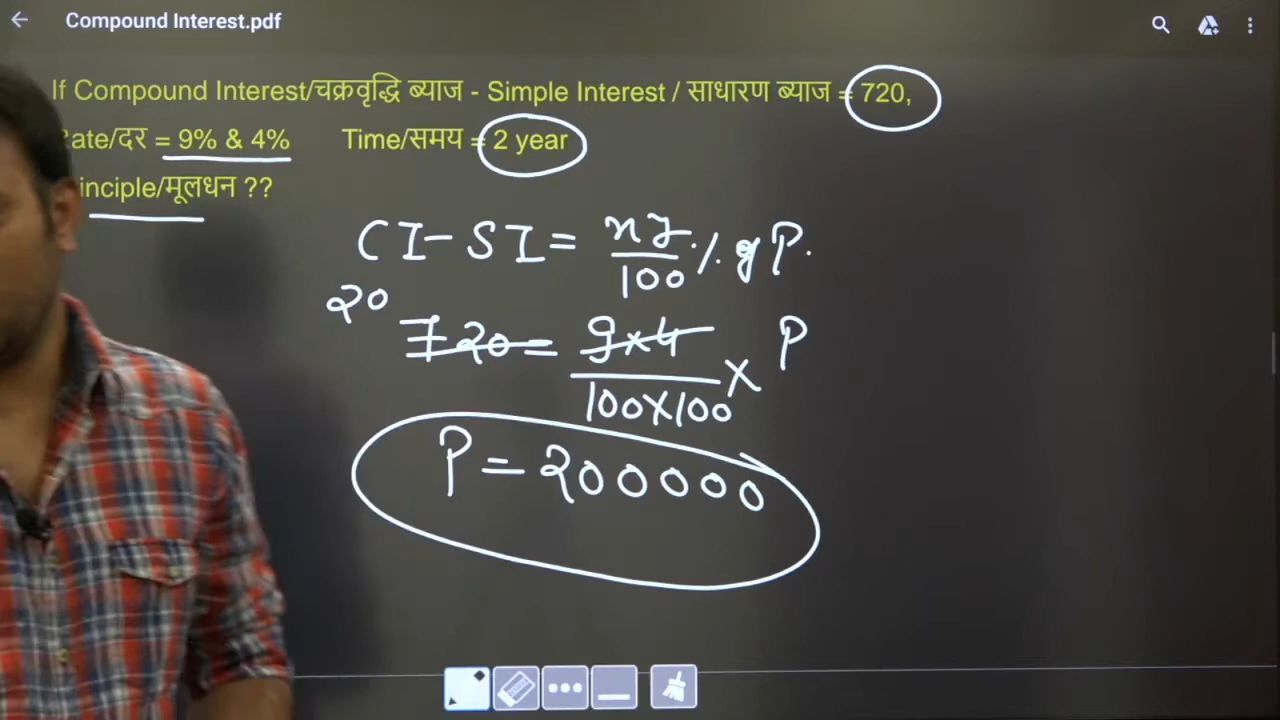 Compound Interest.pdf
If Compound Interest/चक्रवृद्धि ब्याज - Simple Interest / साधारण ब्याज = 720,
ate/दर = 9% & 4% Time/समय = 2 year
inciple/मूलधन ??
CI-SI = xy/100 % of P.
20
720 = 9x4/100x100 x P
P = 200000